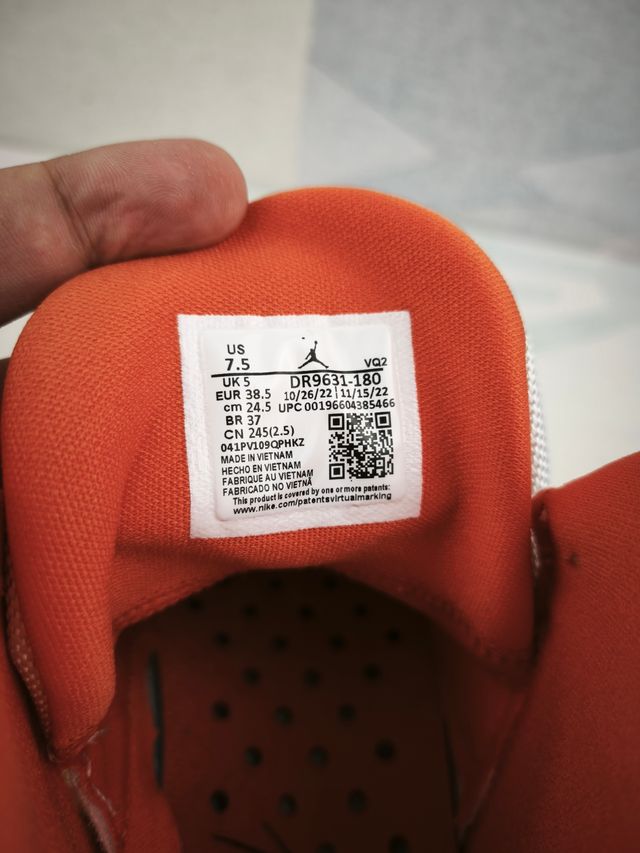 US
7.5
VQ2
UK 5
DR9631-180
EUR 38.5
10/26/22 | 11/15/22
cm 24.5
UPC 00196604385466
BR 37
CN 245(2.5)
041PV109QPHKZ
MADE IN VIETNAM
HECHO EN VIETNAM
FABRIQUE AU VIETNAM
FABRICADO NO VIETNÃ
This product is covered by one or more patents:
www.nike.com/patentsvirtualmarking